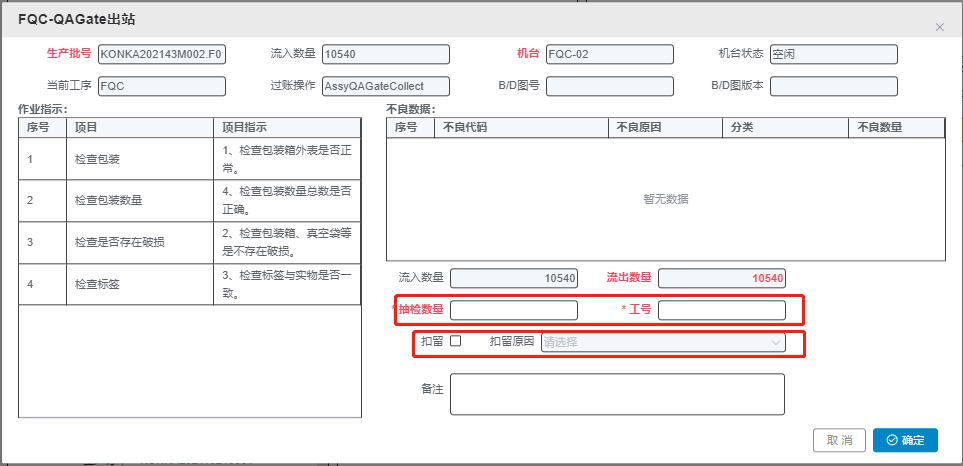 FQC-QAGate出站
生产批号 KONKA202143M002.F0 流入数量 10540 机台 FQC-02 机台状态 空闲
当前工序 FQC 过账操作 AssyQAGateCollect B/D图号 B/D图版本
作业指示：
序号 项目 项目指示
1 检查包装 1、检查包装箱外表是否正
常。
2 检查包装数量 4、检查包装数量总数是否
正确。
3 检查是否存在破损 2、检查包装箱、真空袋等
是不存在破损。
4 检查标签 3、检查标签与实物是否一
致。
不良数据：
序号 不良代码 不良原因 分类 不良数量
暂无数据
流入数量 10540 流出数量 10540
* 抽检数量 * 工号
扣留 扣留原因 请选择
备注
取 消 确定